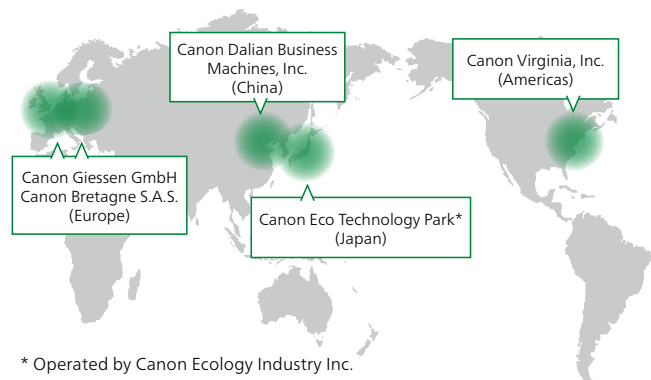 Canon Dalian Business
Machines, Inc.
(China)
Canon Virginia, Inc.
(Americas)
Canon Giessen GmbH
Canon Bretagne S.A.S.
(Europe)
Canon Eco Technology Park*
(Japan)
* Operated by Canon Ecology Industry Inc.